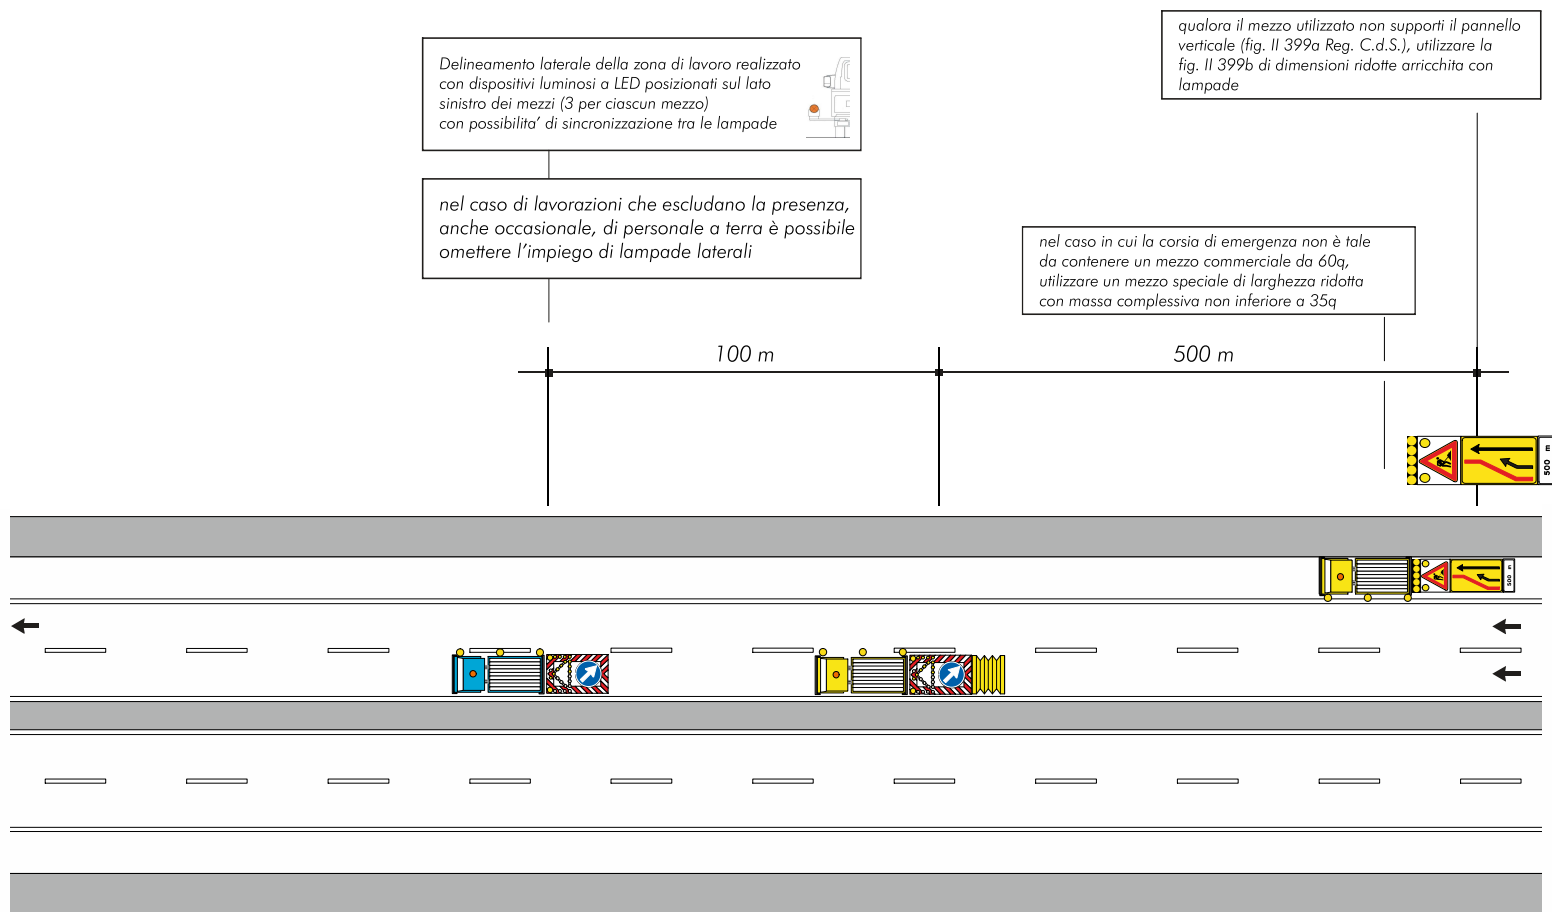 qualora il mezzo utilizzato non supporti il pannello
verticale (fig. II 399a Reg. C.d.S.), utilizzare la
fig. II 399b di dimensioni ridotte arricchita con
lampade
Delineamento laterale della zona di lavoro realizzato
con dispositivi luminosi a LED posizionati sul lato
sinistro dei mezzi (3 per ciascun mezzo)
con possibilita' di sincronizzazione tra le lampade
nel caso di lavorazioni che escludano la presenza,
anche occasionale, di personale a terra è possibile
omettere l'impiego di lampade laterali
nel caso in cui la corsia di emergenza non è tale
da contenere un mezzo commerciale da 60q,
utilizzare un mezzo speciale di larghezza ridotta
con massa complessiva non inferiore a 35q
100 m
500 m
500 m
500 m